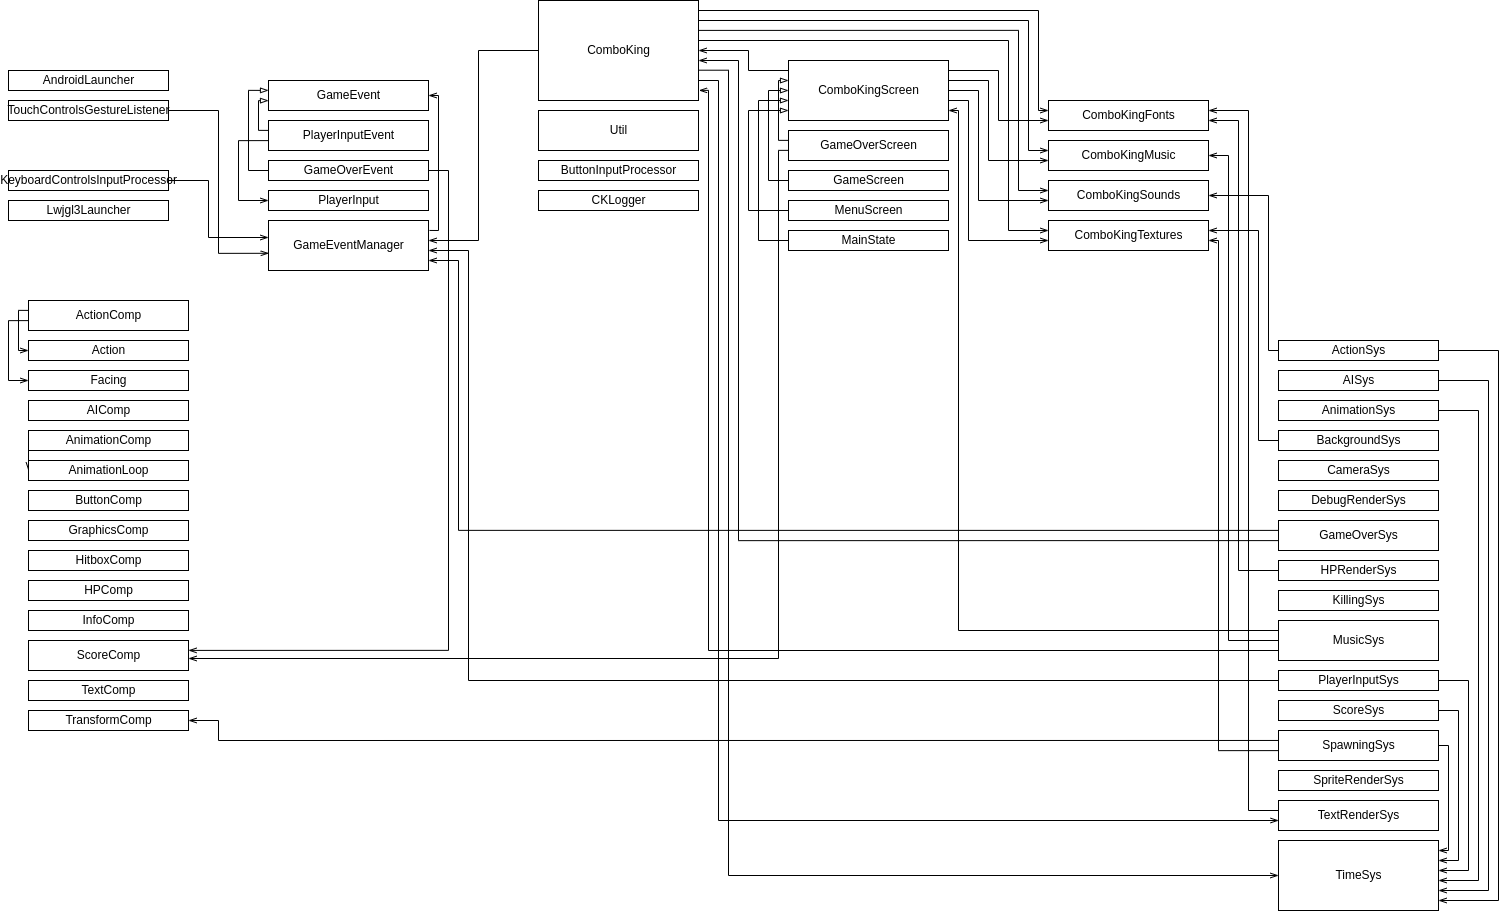 AndroidLauncher
TouchControlsGestureListener
KeyboardControlsInputProcessor
Lwjgl3Launcher
GameEvent
PlayerInputEvent
GameOverEvent
PlayerInput
GameEventManager
ComboKing
Util
ButtonInputProcessor
CKLogger
ComboKingScreen
GameOverScreen
GameScreen
MenuScreen
MainState
ComboKingFonts
ComboKingMusic
ComboKingSounds
ComboKingTextures
ActionComp
Action
Facing
AIComp
AnimationComp
AnimationLoop
ButtonComp
GraphicsComp
HitboxComp
HPComp
InfoComp
ScoreComp
TextComp
TransformComp
ActionSys
AISys
AnimationSys
BackgroundSys
CameraSys
DebugRenderSys
GameOverSys
HPRenderSys
KillingSys
MusicSys
PlayerInputSys
ScoreSys
SpawningSys
SpriteRenderSys
TextRenderSys
TimeSys